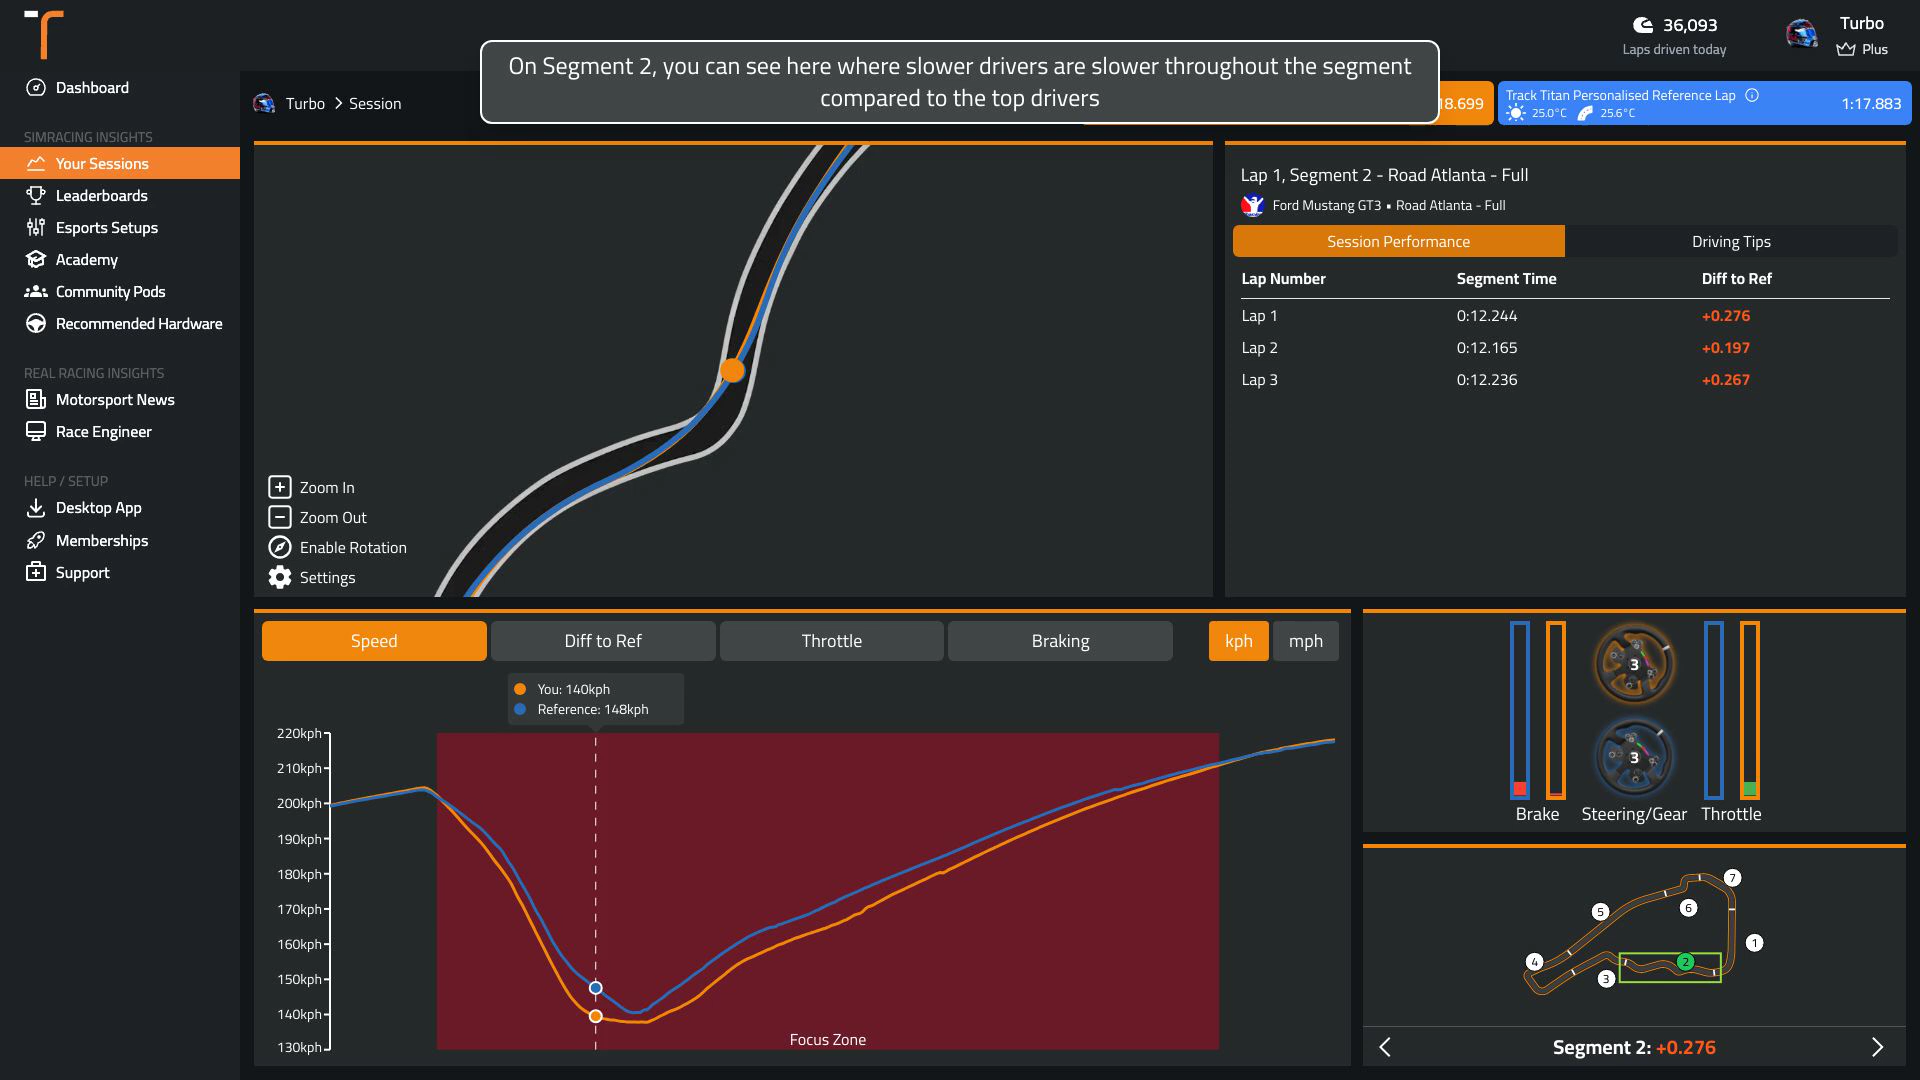 36,093
Laps driven today
Turbo
Plus
On Segment 2, you can see here where slower drivers are slower throughout the segment
compared to the top drivers
Dashboard
SIMRACING INSIGHTS
Your Sessions
Leaderboards
Esports Setups
Academy
Community Pods
Recommended Hardware
REAL RACING INSIGHTS
Motorsport News
Race Engineer
HELP / SETUP
Desktop App
Memberships
Support
Turbo > Session
18.699
Track Titan Personalised Reference Lap
25.0°C 25.6°C
1:17.883
Zoom In
Zoom Out
Enable Rotation
Settings
Lap 1, Segment 2 - Road Atlanta - Full
Ford Mustang GT3 • Road Atlanta - Full
Session Performance Driving Tips
Lap Number Segment Time Diff to Ref
Lap 1 0:12.244 +0.276
Lap 2 0:12.165 +0.197
Lap 3 0:12.236 +0.267
Speed Diff to Ref Throttle Braking kph mph
You: 140kph
Reference: 148kph
220kph
210kph
200kph
190kph
180kph
170kph
160kph
150kph
140kph
130kph
Focus Zone
3
3
Brake Steering/Gear Throttle
7
6
5
1
4
2
3
Segment 2: +0.276